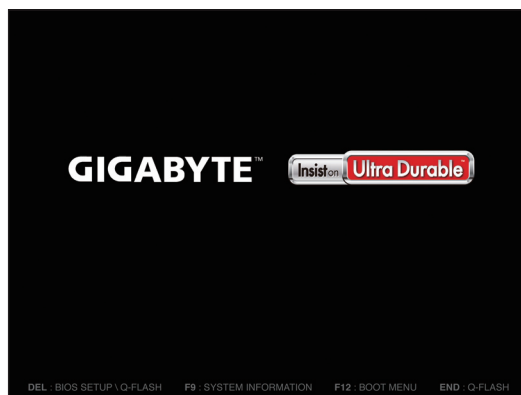 GIGABYTE™ Insist on Ultra Durable™
DEL : BIOS SETUP \ Q-FLASH F9 : SYSTEM INFORMATION F12 : BOOT MENU END : Q-FLASH